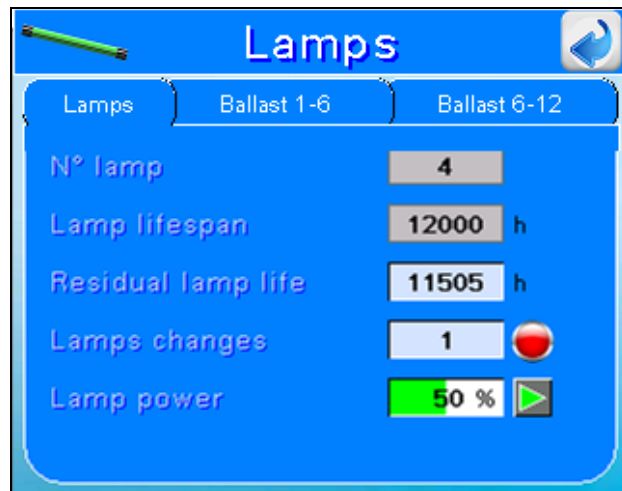 Lamps
Lamps Ballast 1-6 Ballast 6-12
N° lamp 4
Lamp lifespan 12000 h
Residual lamp life 11505 h
Lamps changes 1
Lamp power 50 %